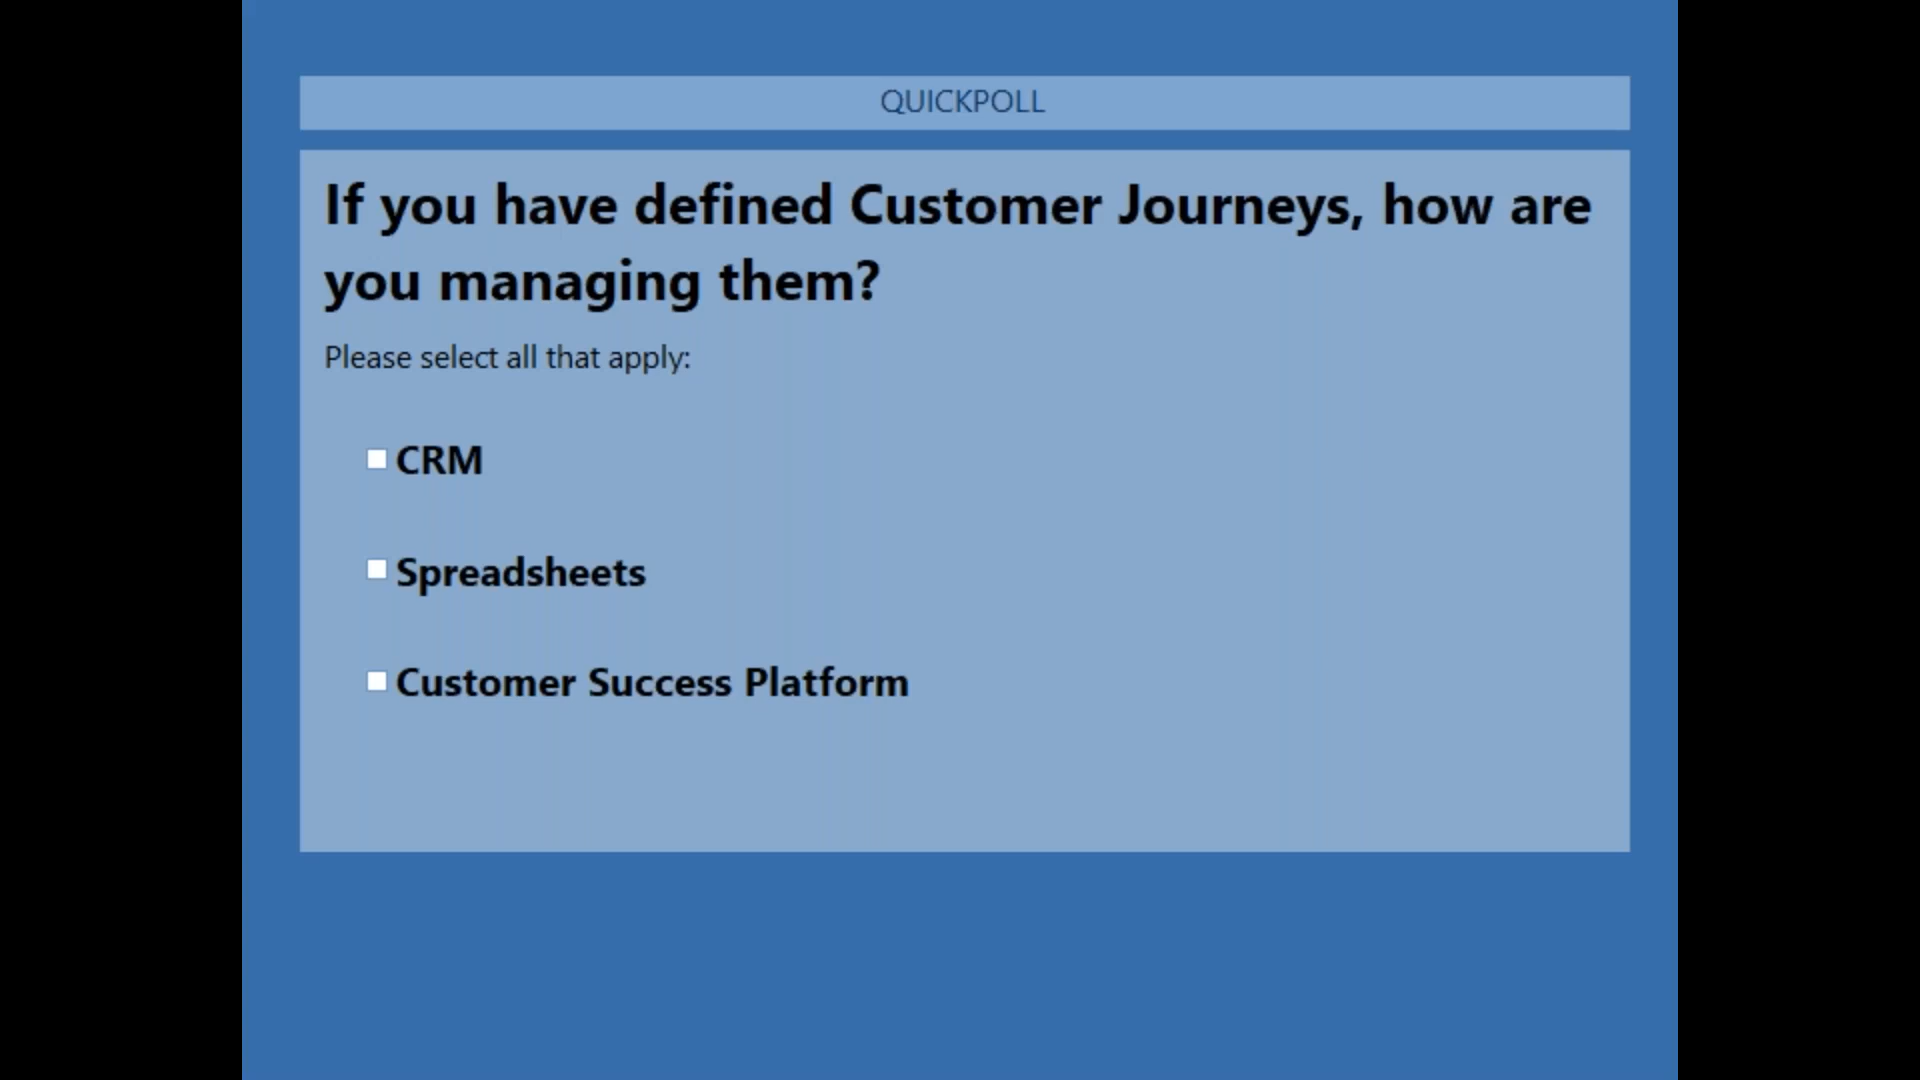 QUICKPOLL
If you have defined Customer Journeys, how are
you managing them?
Please select all that apply:
CRM
Spreadsheets
Customer Success Platform